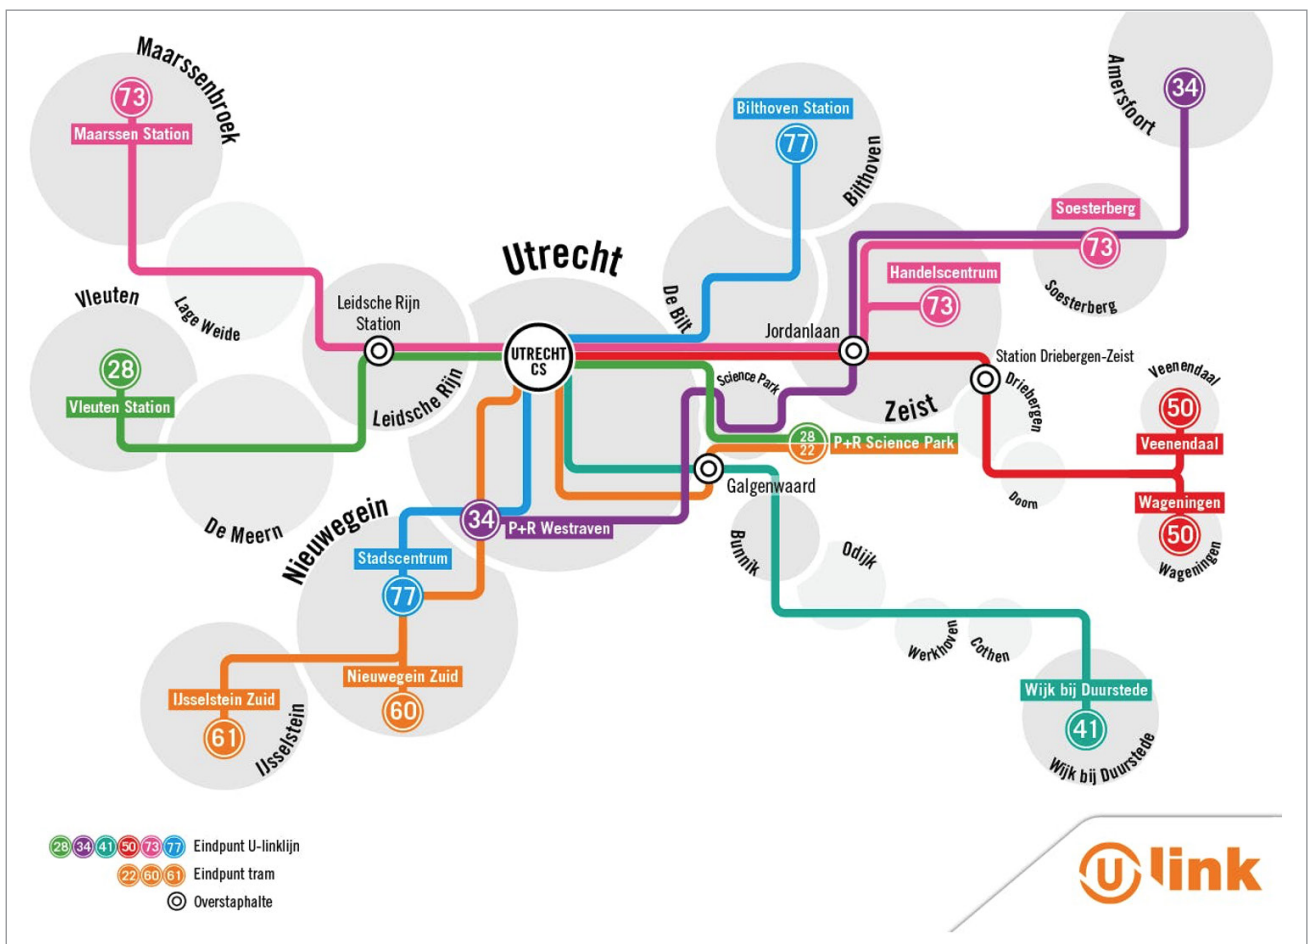 Maarssenbroek
73
Maarssen Station
Amersfoort
34
Bilthoven Station
77
Bilthoven
Soesterberg
73
Soesterberg
Utrecht
Handelscentrum
73
Vleuten
Lage Weide
De Bilt
Leidsche Rijn
Station
Jordanlaan
UTRECHT
CS
Station Driebergen-Zeist
28
Vleuten Station
Leidsche Rijn
Science Park
Zeist
Driebergen
Veenendaal
50
Veenendaal
28
22
P+R Science Park
Galgenwaard
Doorn
Wageningen
50
Wageningen
De Meern
Nieuwegein
34
P+R Westraven
Bunnik
Odijk
Stadscentrum
77
Werkhoven
Cothen
Nieuwegein Zuid
60
IJsselstein Zuid
61
IJsselstein
Wijk bij Duurstede
41
Wijk bij Duurstede
28 34 41 50 73 77 Eindpunt U-linklijn
22 60 61 Eindpunt tram
Overstaphalte
U link